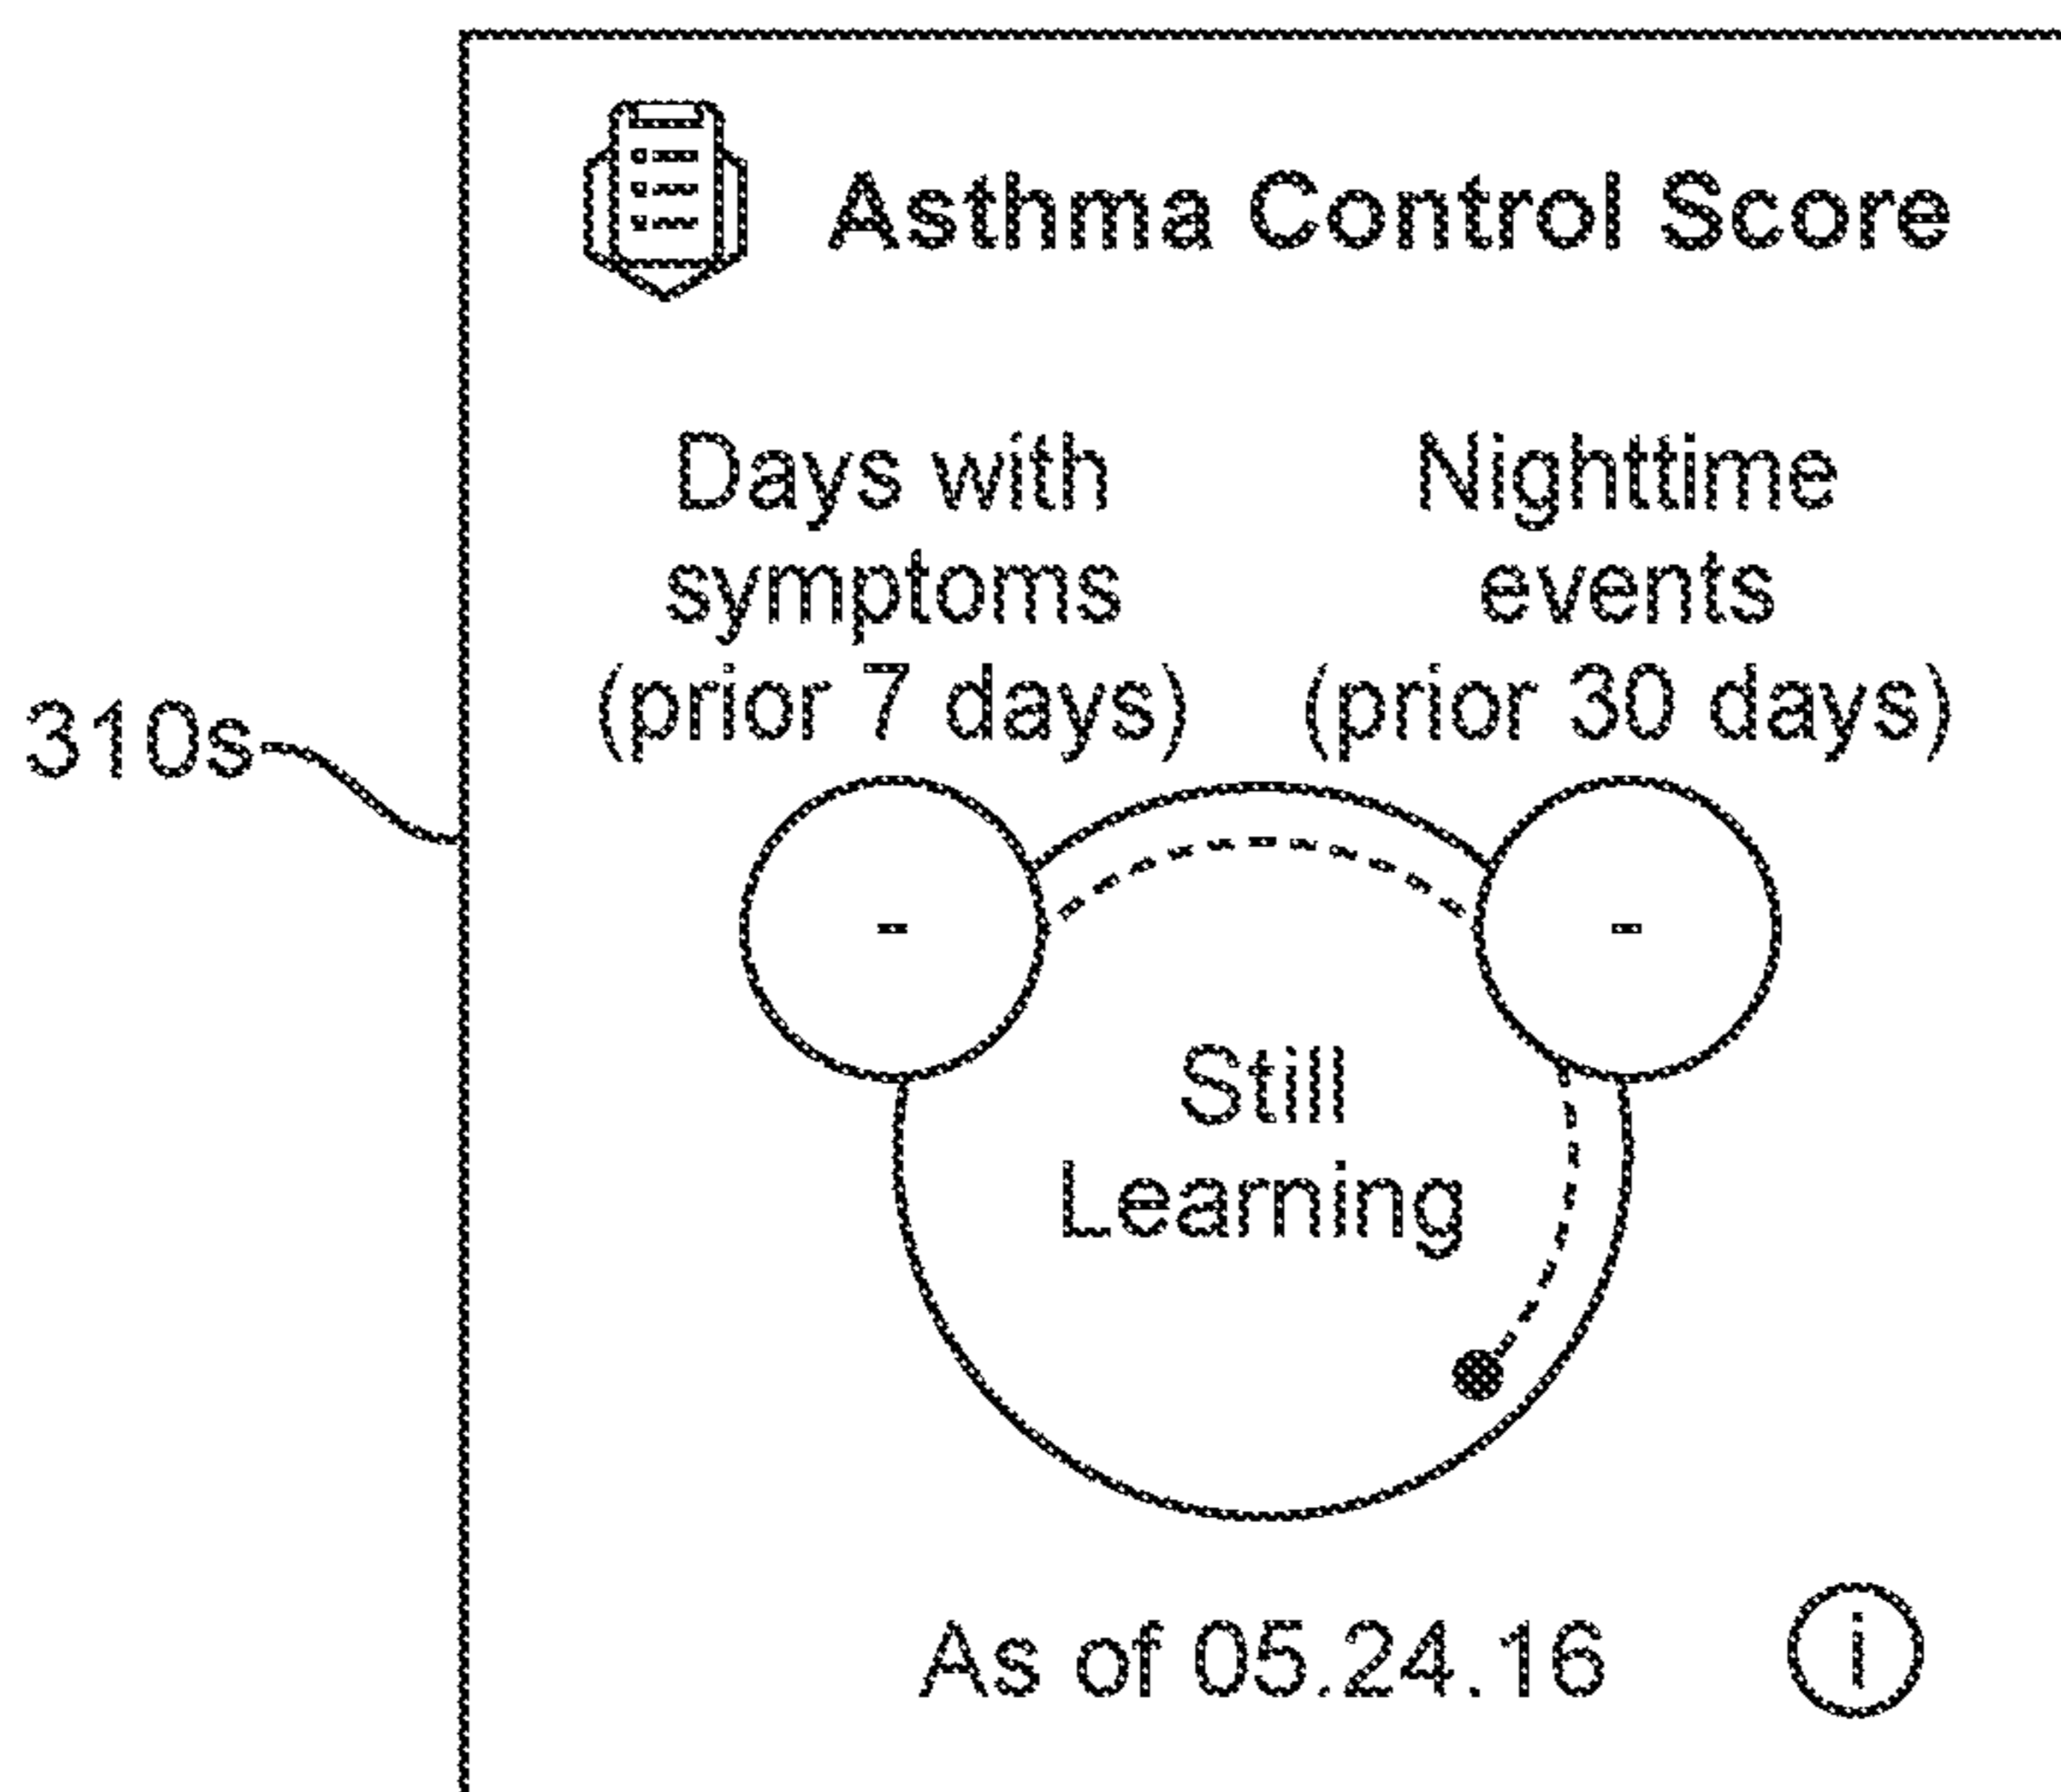 Asthma Control Score
Days with
symptoms
(prior 7 days)
Nighttime
events
(prior 30 days)
310s
-
-
Still
Learning
As of 05.24.16
i